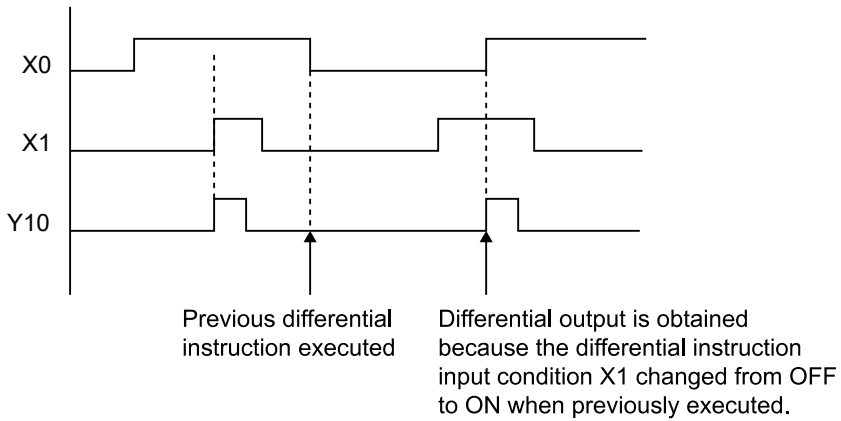 X0
X1
Y10
Previous differential
instruction executed
Differential output is obtained
because the differential instruction
input condition X1 changed from OFF
to ON when previously executed.